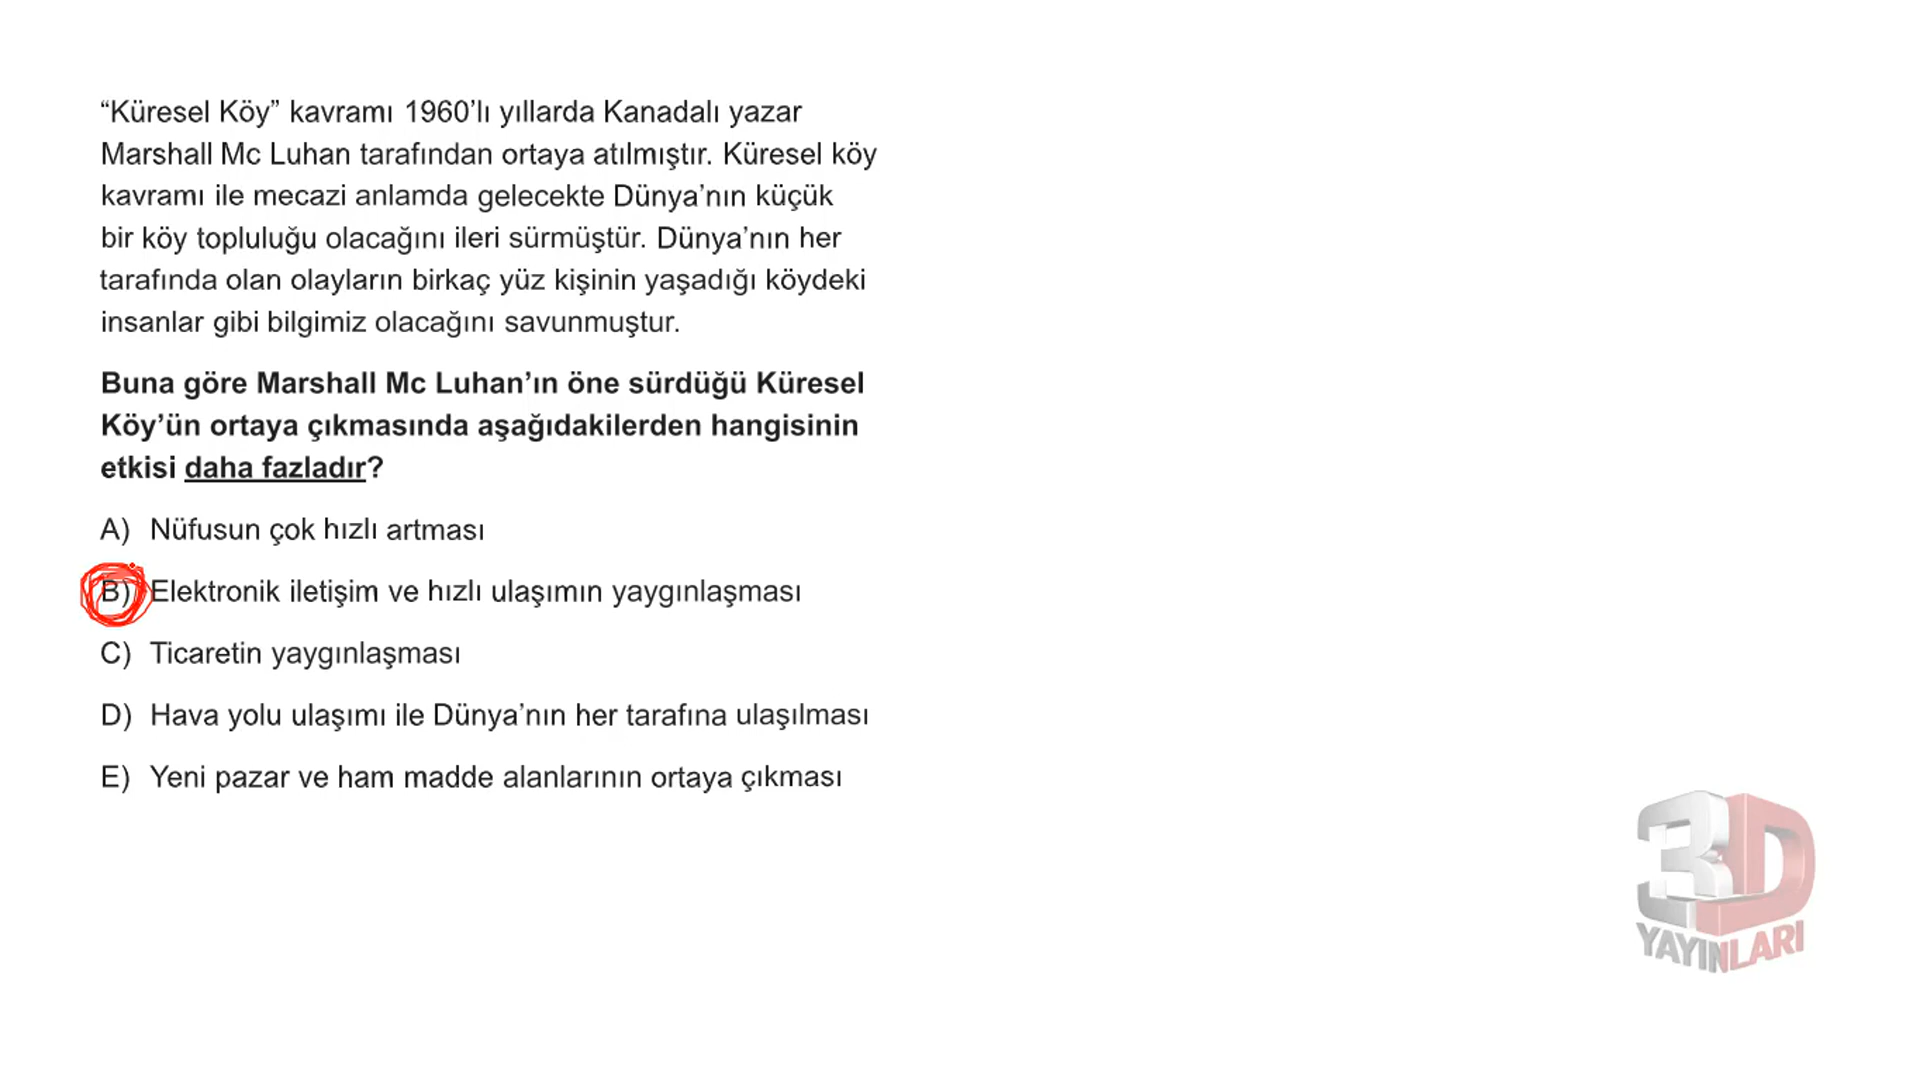 “Küresel Köy” kavramı 1960’lı yıllarda Kanadalı yazar
Marshall Mc Luhan tarafından ortaya atılmıştır. Küresel köy
kavramı ile mecazi anlamda gelecekte Dünya’nın küçük
bir köy topluluğu olacağını ileri sürmüştür. Dünya’nın her
tarafında olan olayların birkaç yüz kişinin yaşadığı köydeki
insanlar gibi bilgimiz olacağını savunmuştur.
Buna göre Marshall Mc Luhan’ın öne sürdüğü Küresel
Köy’ün ortaya çıkmasında aşağıdakilerden hangisinin
etkisi daha fazladır?
A) Nüfusun çok hızlı artması
B) Elektronik iletişim ve hızlı ulaşımın yaygınlaşması
C) Ticaretin yaygınlaşması
D) Hava yolu ulaşımı ile Dünya’nın her tarafına ulaşılması
E) Yeni pazar ve ham madde alanlarının ortaya çıkması
3D
YAYINLARI